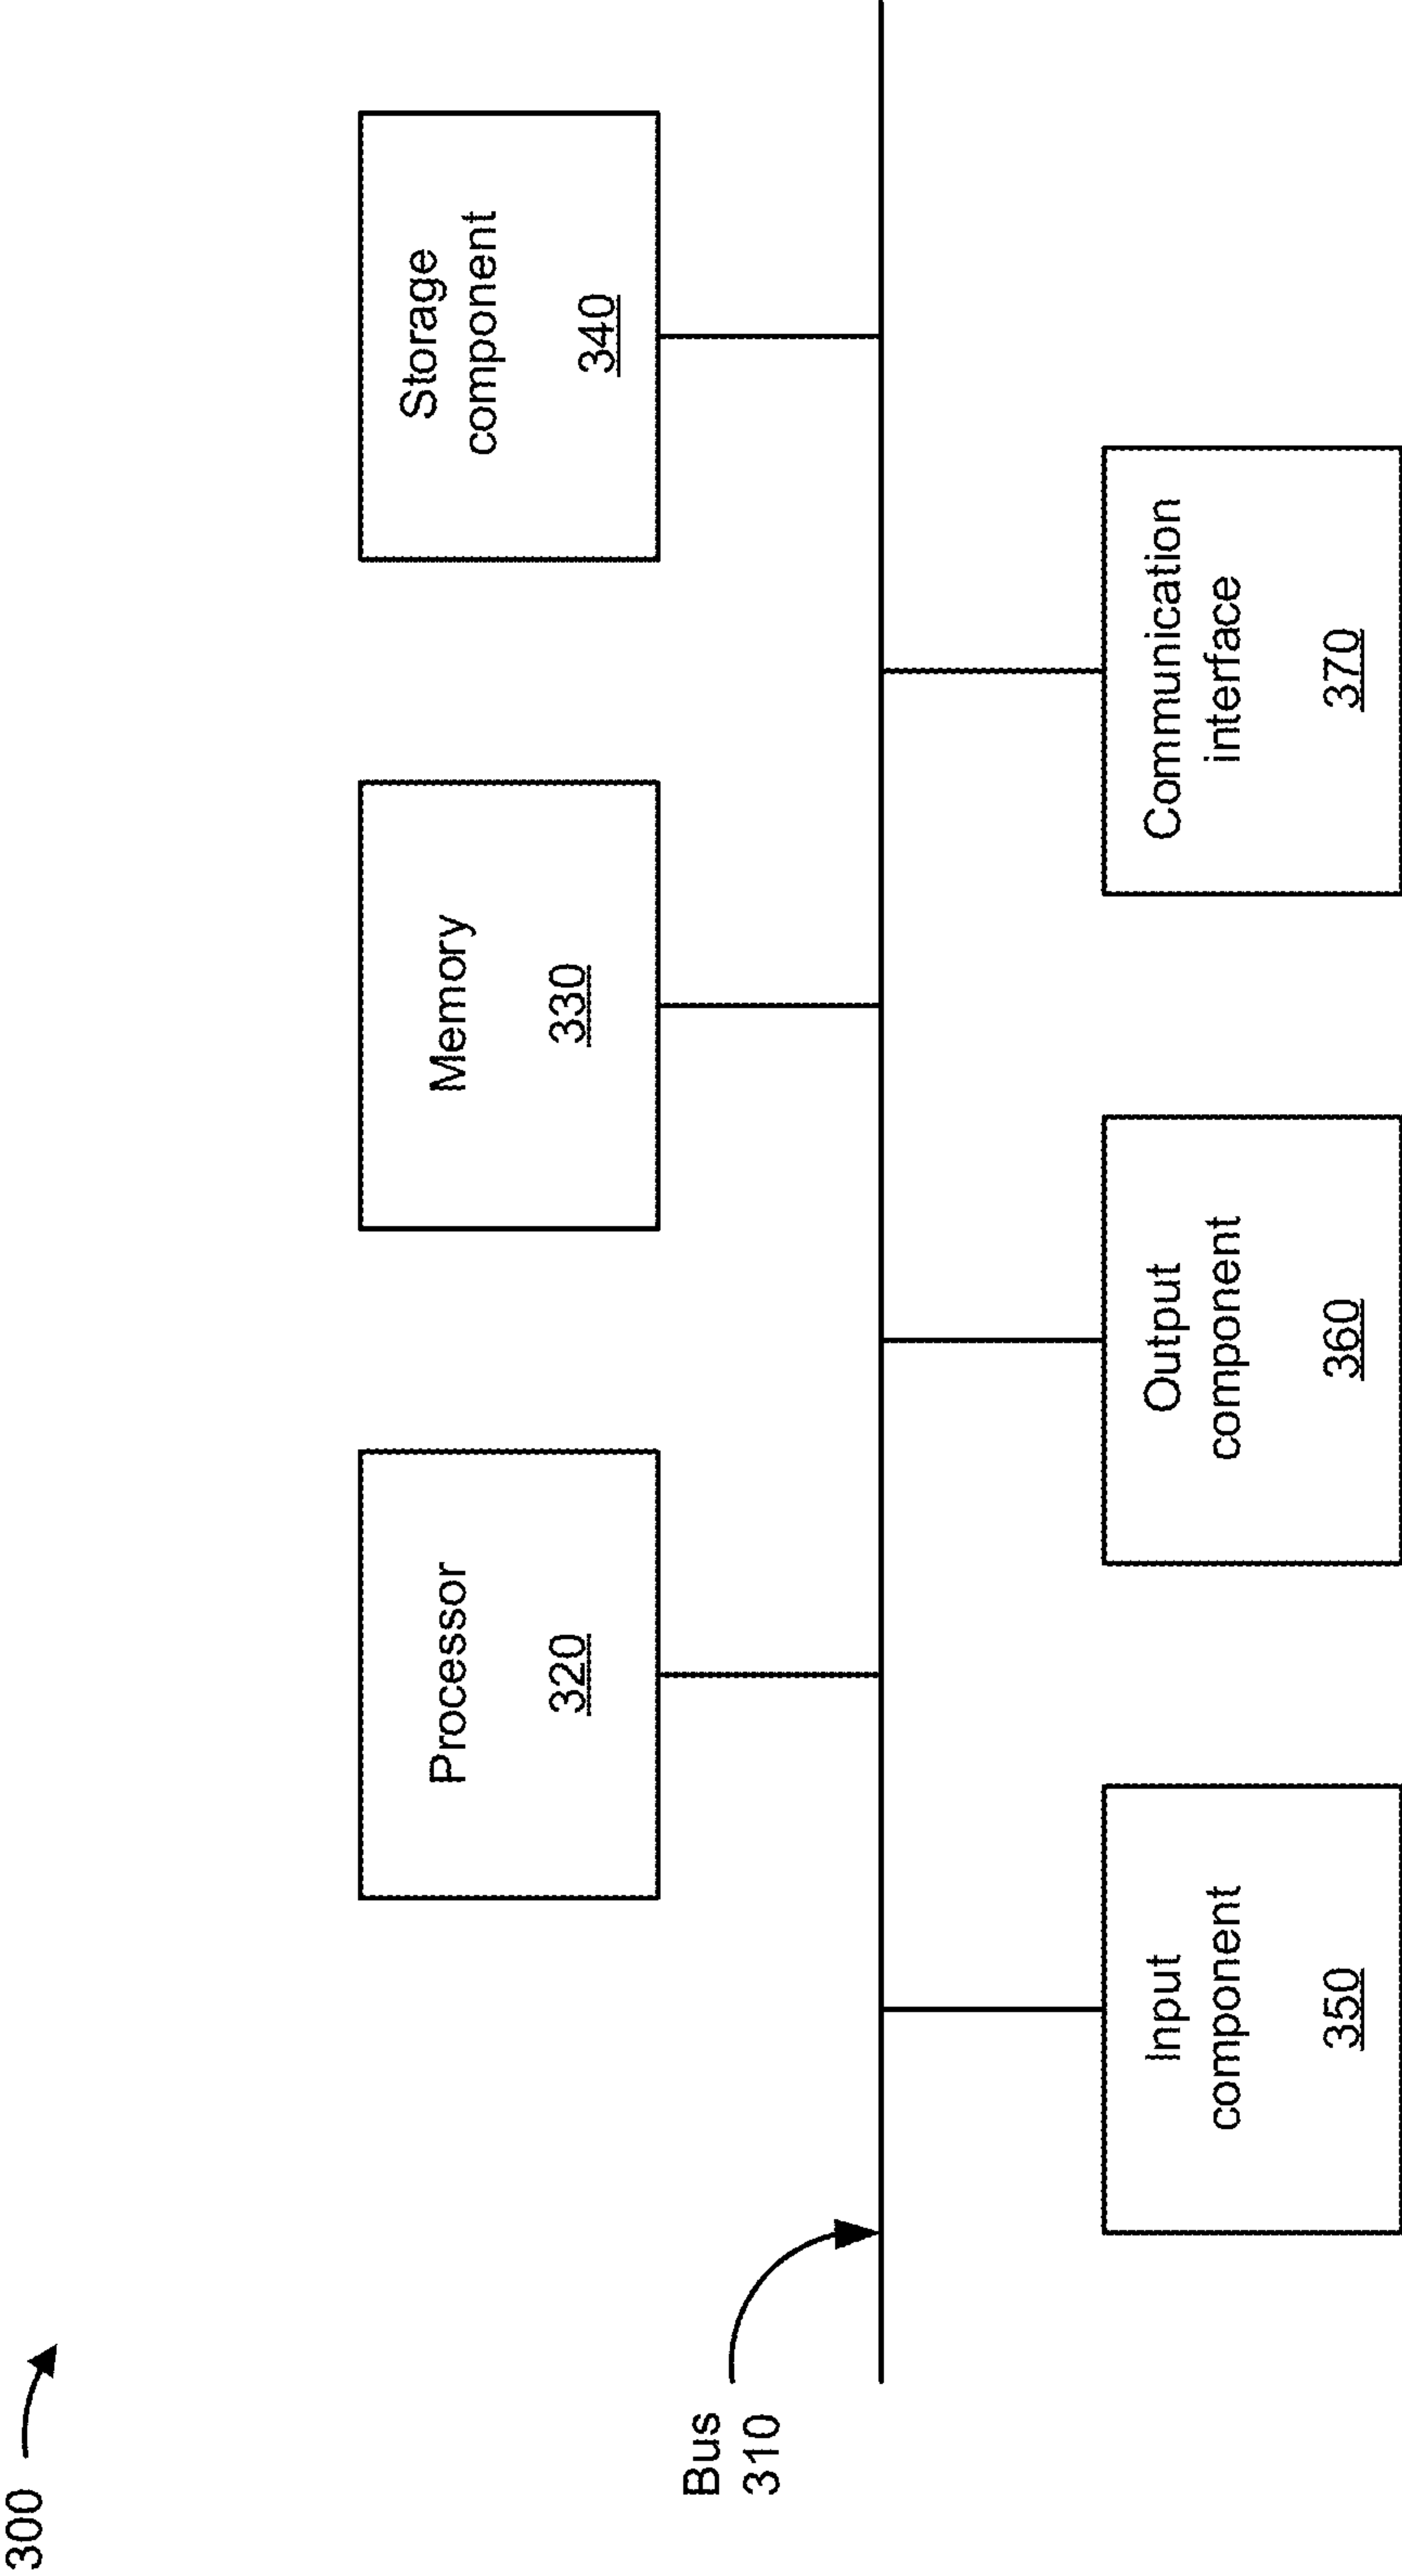 300
Bus
310
Processor
320
Memory
330
Storage
component
340
Input
component
350
Output
component
360
Communication
interface
370